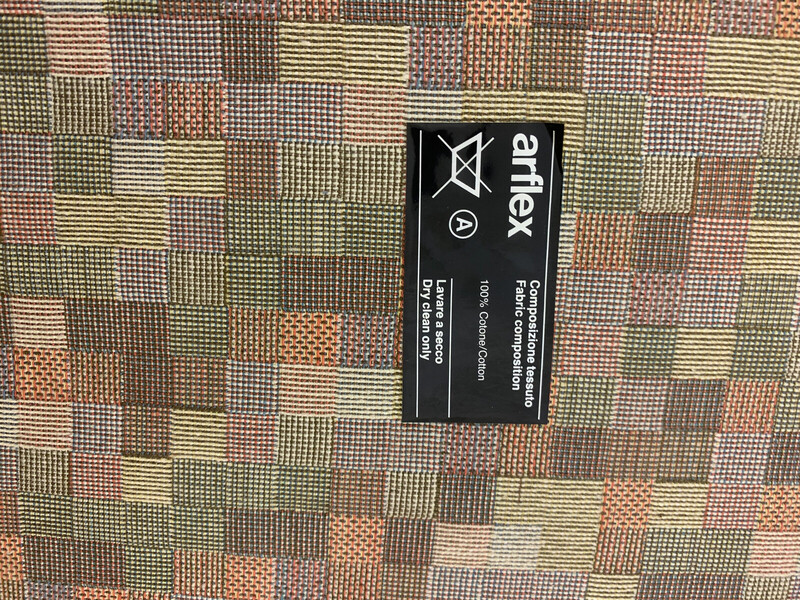 arflex
A
Composizione tessuto
Fabric composition
100% Cotone/Cotton
Lavare a secco
Dry clean only